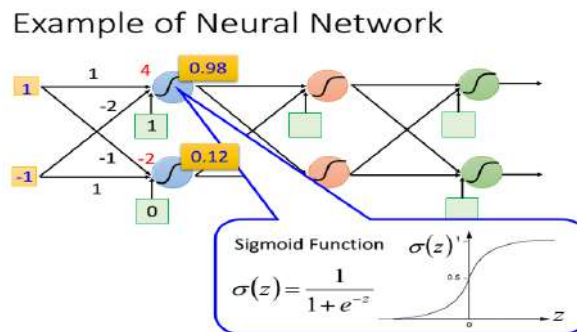 Example of Neural Network
1 4 0.98
1
-2
1
-1 -2 0.12
-1
1
0
Sigmoid Function σ(z) 1
0.5
σ(z) = 1 / (1 + e^{-z})
0 z